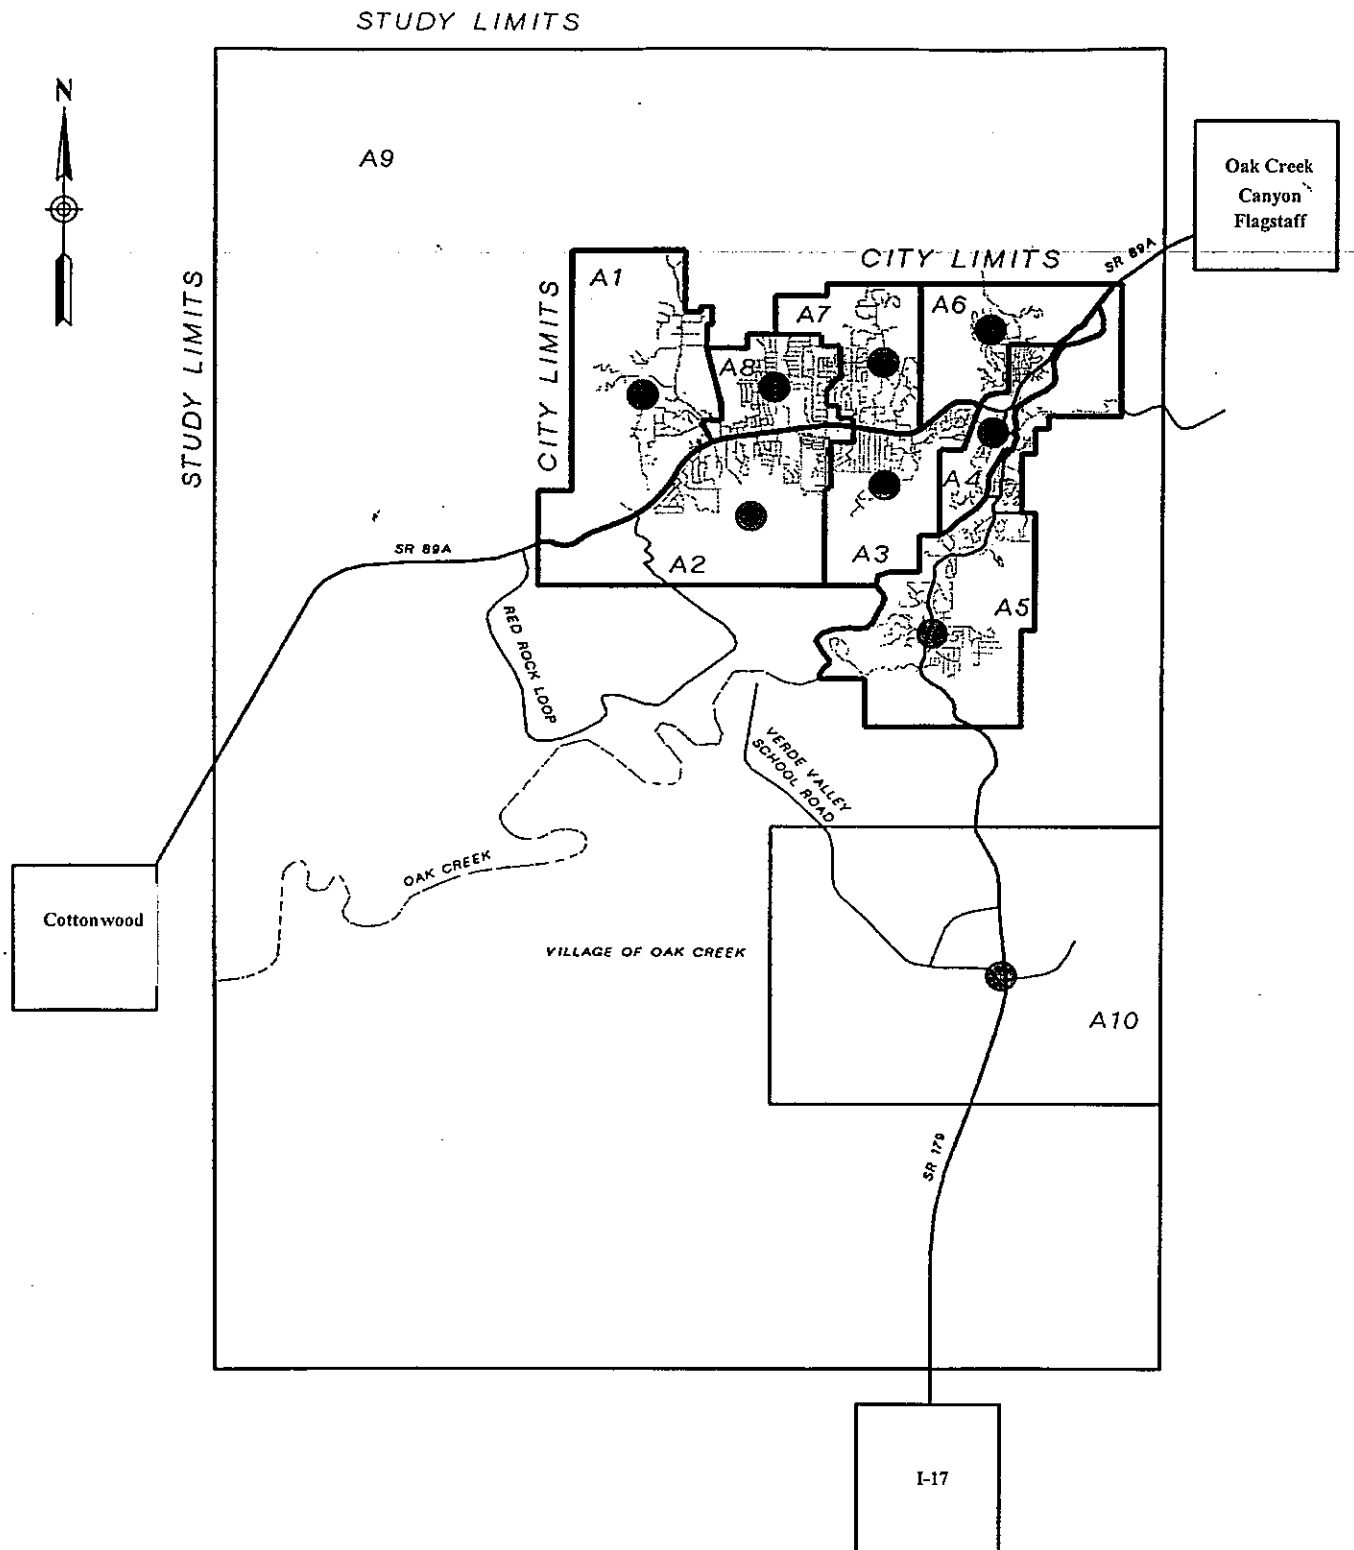 STUDY LIMITS
N
A9
Oak Creek
Canyon
Flagstaff
CITY LIMITS
SR 89A
A1
A7
A6
STUDY LIMITS
CITY LIMITS
A8
A4
SR 89A
A2
A3
A5
RED ROCK LOOP
VERDE VALLEY
SCHOOL ROAD
OAK CREEK
Cottonwood
VILLAGE OF OAK CREEK
A10
SR 179
I-17